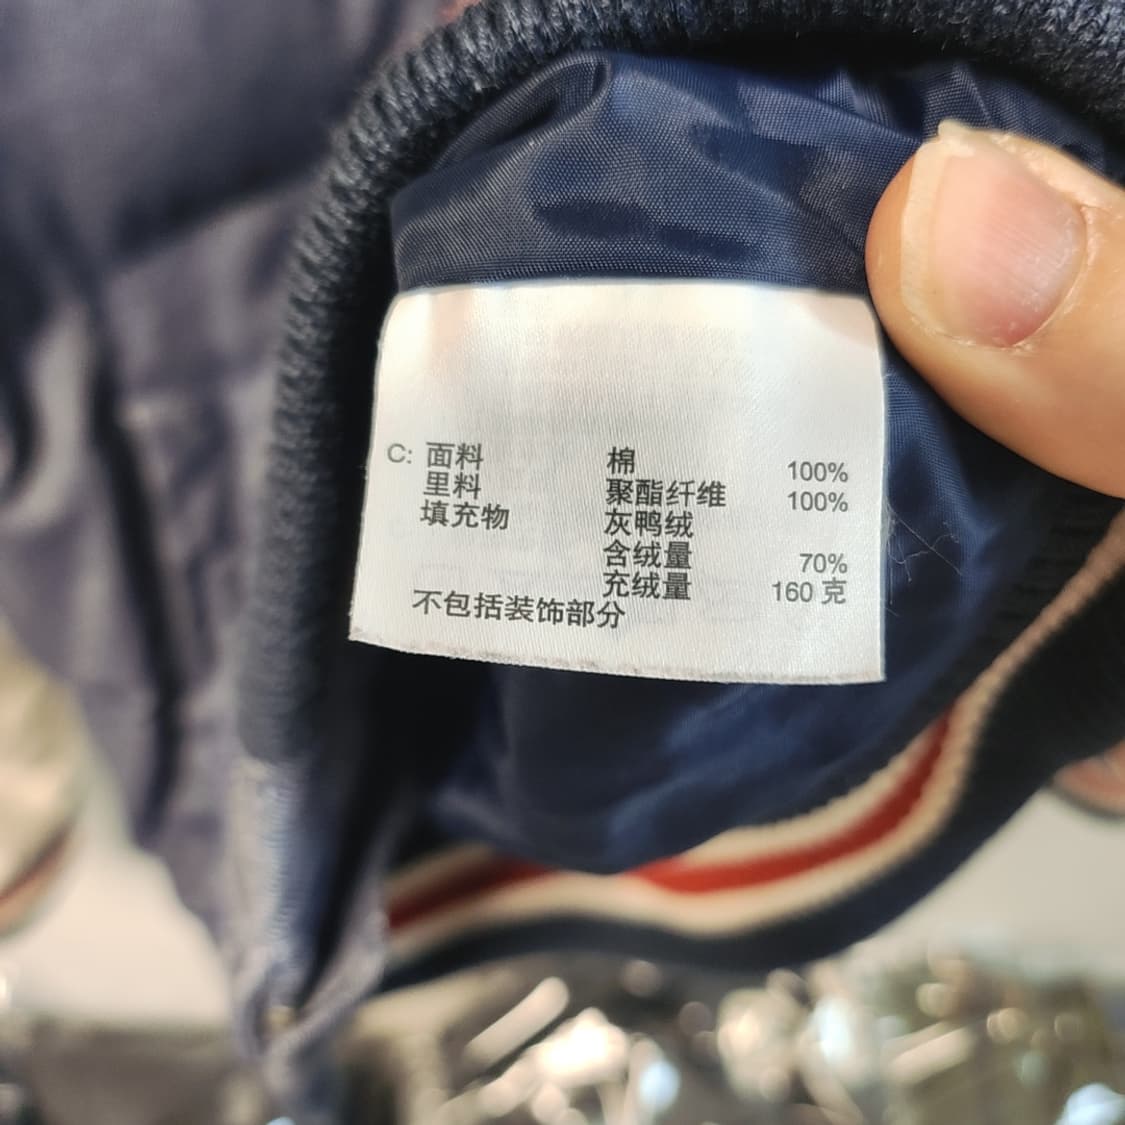 C: 面料 棉 100%
里料 聚酯纤维 100%
填充物 灰鸭绒
含绒量 70%
充绒量 160 克
不包括装饰部分